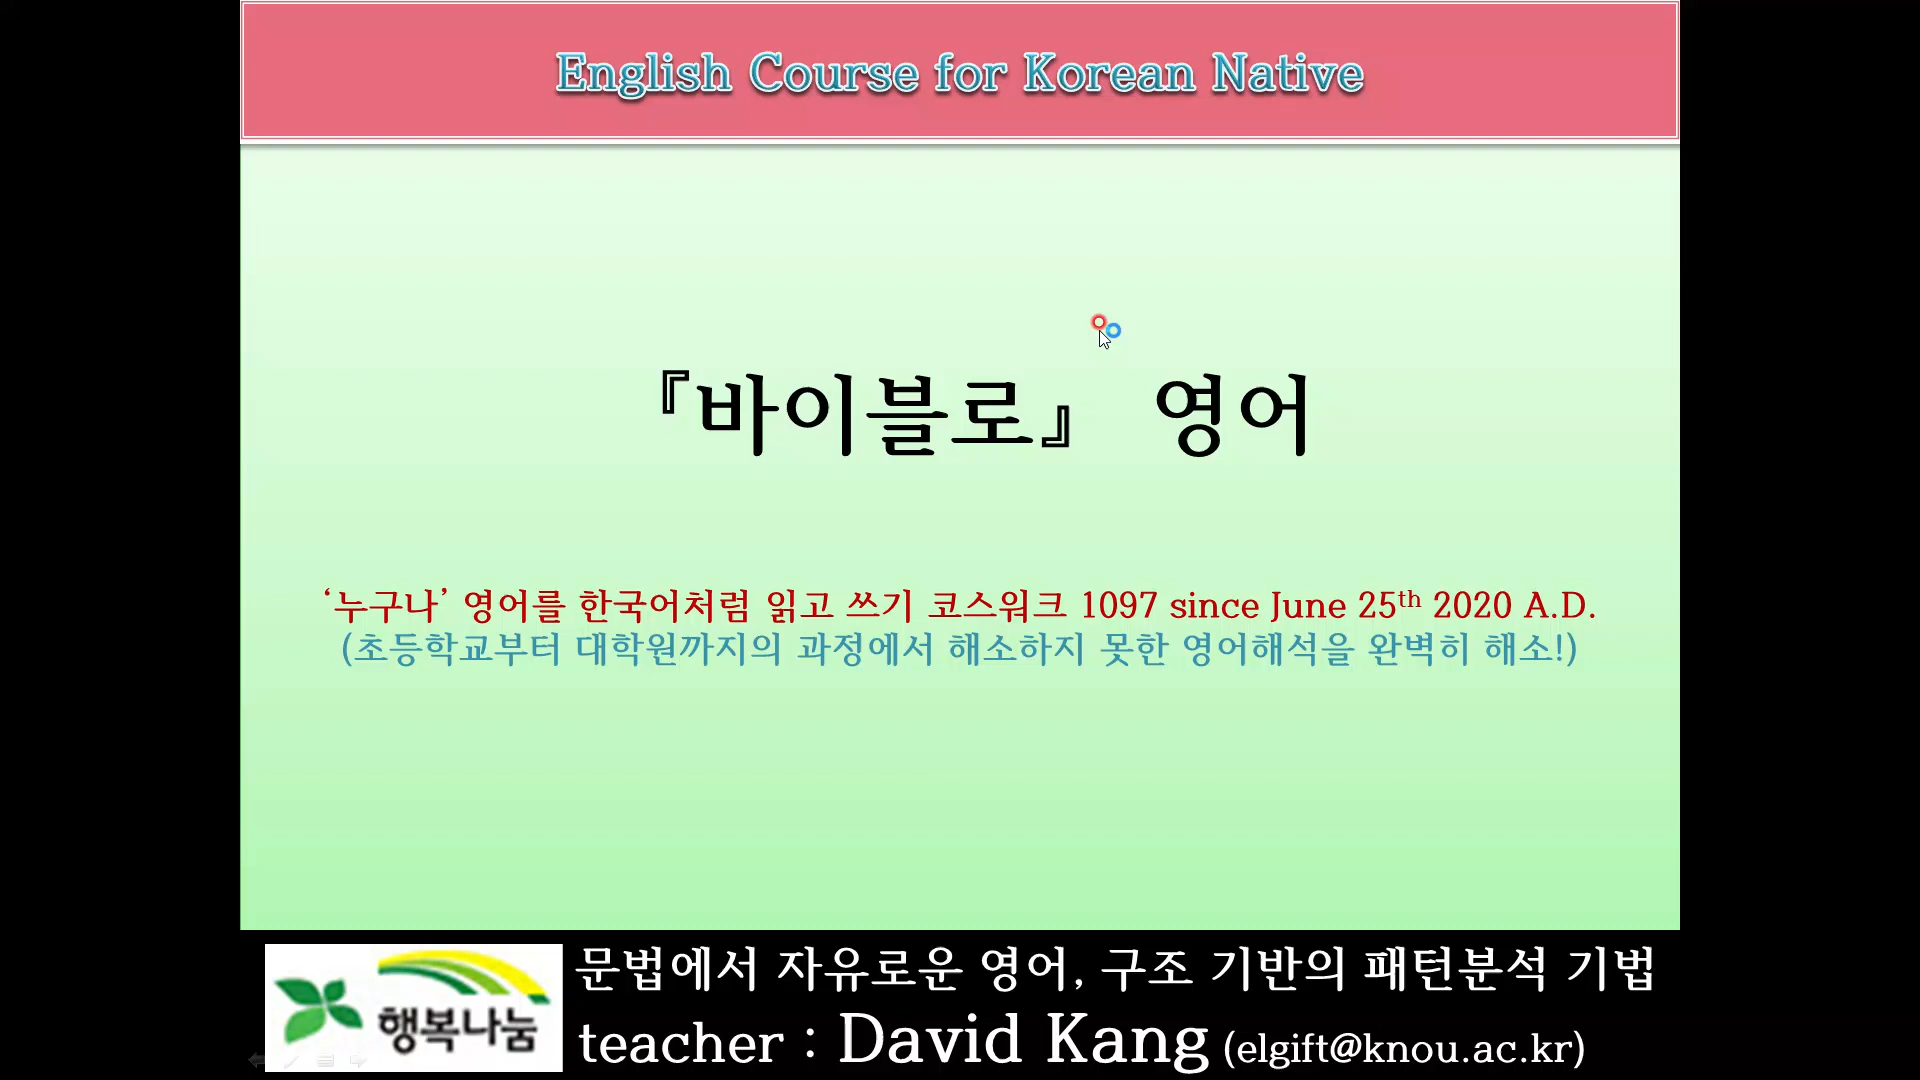 English Course for Korean Native
『바이블로』 영어
‘누구나’ 영어를 한국어처럼 읽고 쓰기 코스워크 1097 since June 25th 2020 A.D.
(초등학교부터 대학원까지의 과정에서 해소하지 못한 영어해석을 완벽히 해소!)
행복나눔
문법에서 자유로운 영어, 구조 기반의 패턴분석 기법
teacher : David Kang (elgift@knou.ac.kr)